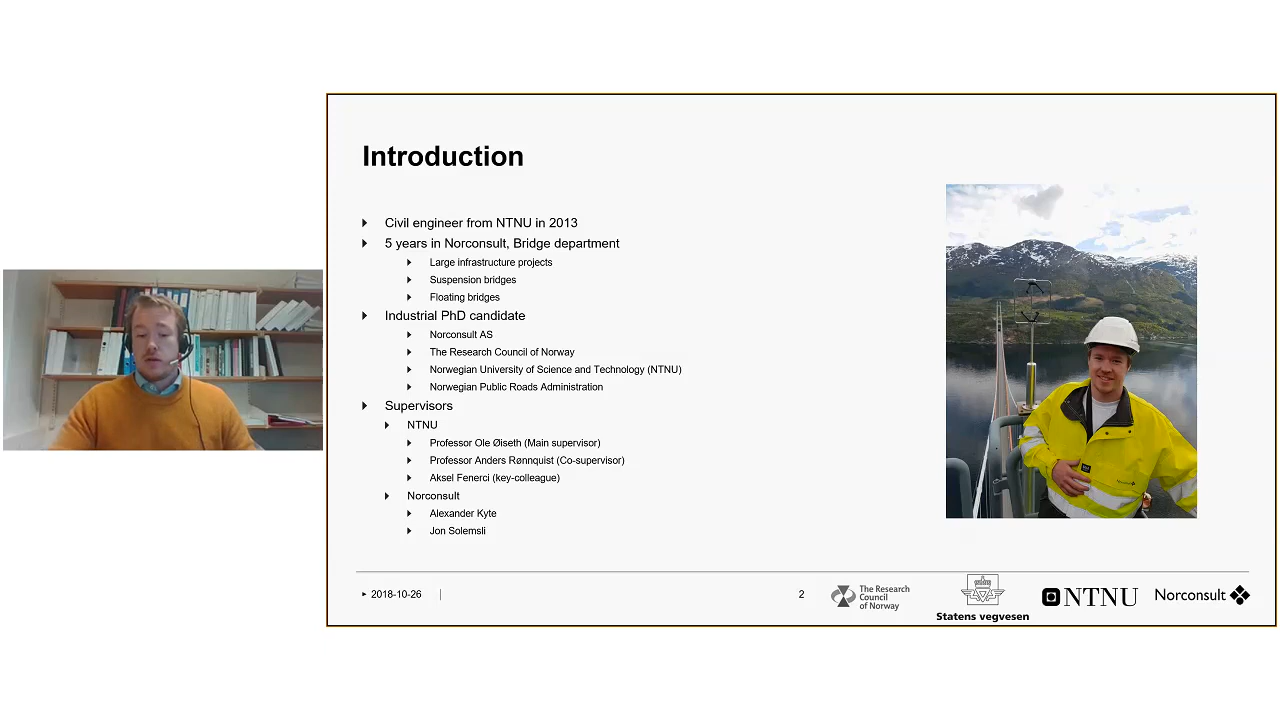 Introduction
Civil engineer from NTNU in 2013
5 years in Norconsult, Bridge department
Large infrastructure projects
Suspension bridges
Floating bridges
Industrial PhD candidate
Norconsult AS
The Research Council of Norway
Norwegian University of Science and Technology (NTNU)
Norwegian Public Roads Administration
Supervisors
NTNU
Professor Ole Øiseth (Main supervisor)
Professor Anders Rønnquist (Co-supervisor)
Aksel Fenerci (key-colleague)
Norconsult
Alexander Kyte
Jon Solemsli
2018-10-26
2
The Research
Council
of Norway
Statens vegvesen
NTNU
Norconsult